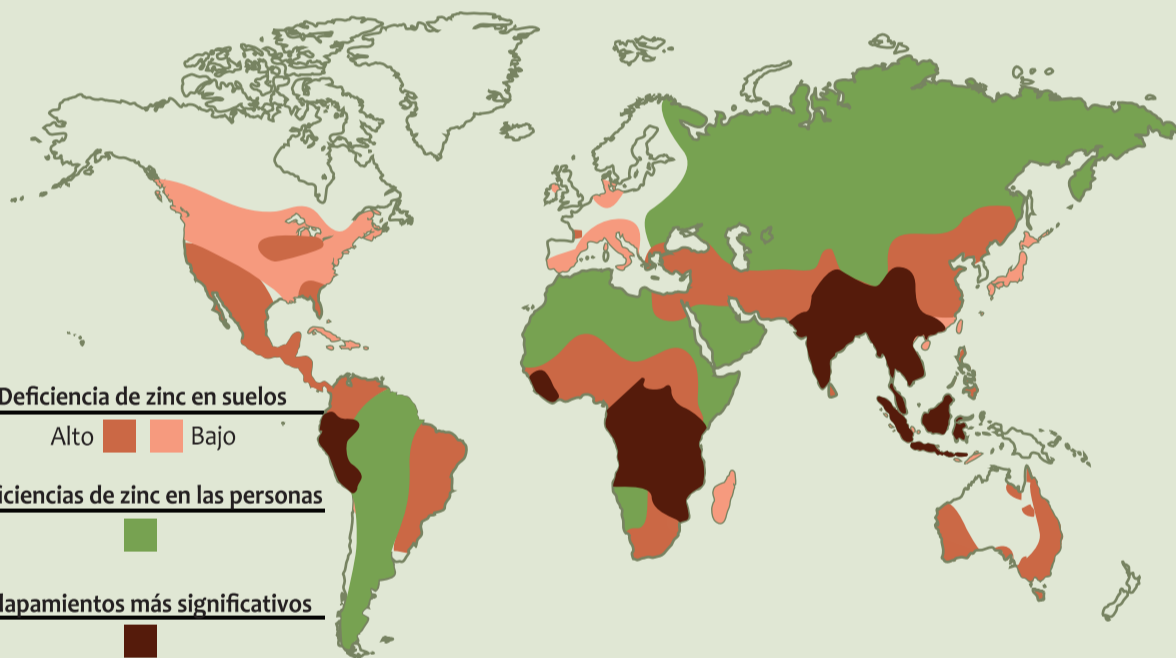 Deficiencia de zinc en suelos
Alto Bajo
iciencias de zinc en las personas
lapamientos más significativos